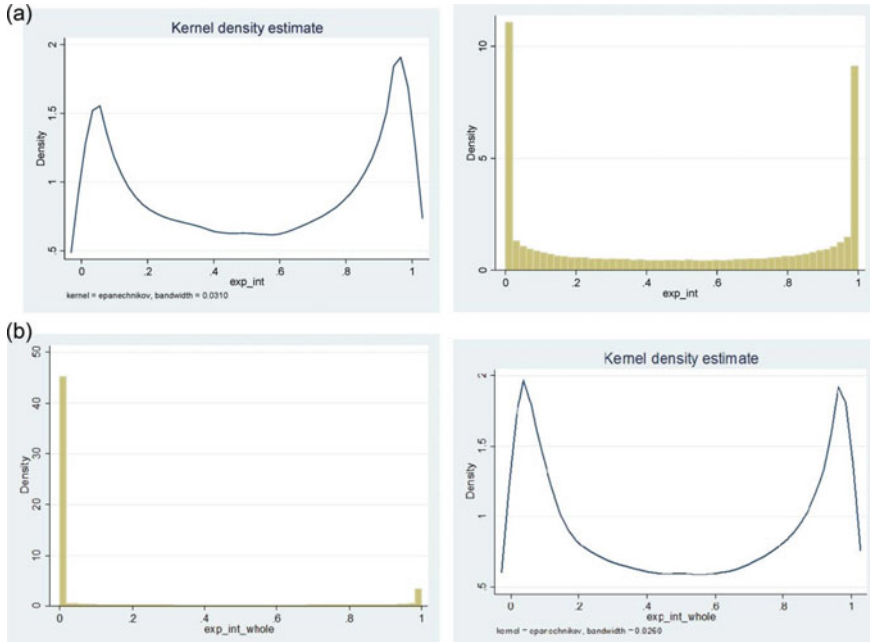 (a)
Kernel density estimate
Density
2
1.5
1
.5
0 .2 .4 .6 .8 1
exp_int
kernel = epanechnikov, bandwidth = 0.0310
Density
10
5
0
0 .2 .4 .6 .8 1
exp_int
(b)
Density
50
40
30
20
10
0
0 .2 .4 .6 .8 1
exp_int_whole
Kernel density estimate
Density
2
1.5
1
.5
0 .2 .4 .6 .8 1
exp_int_whole
kernel = epanechnikov, bandwidth = 0.0260